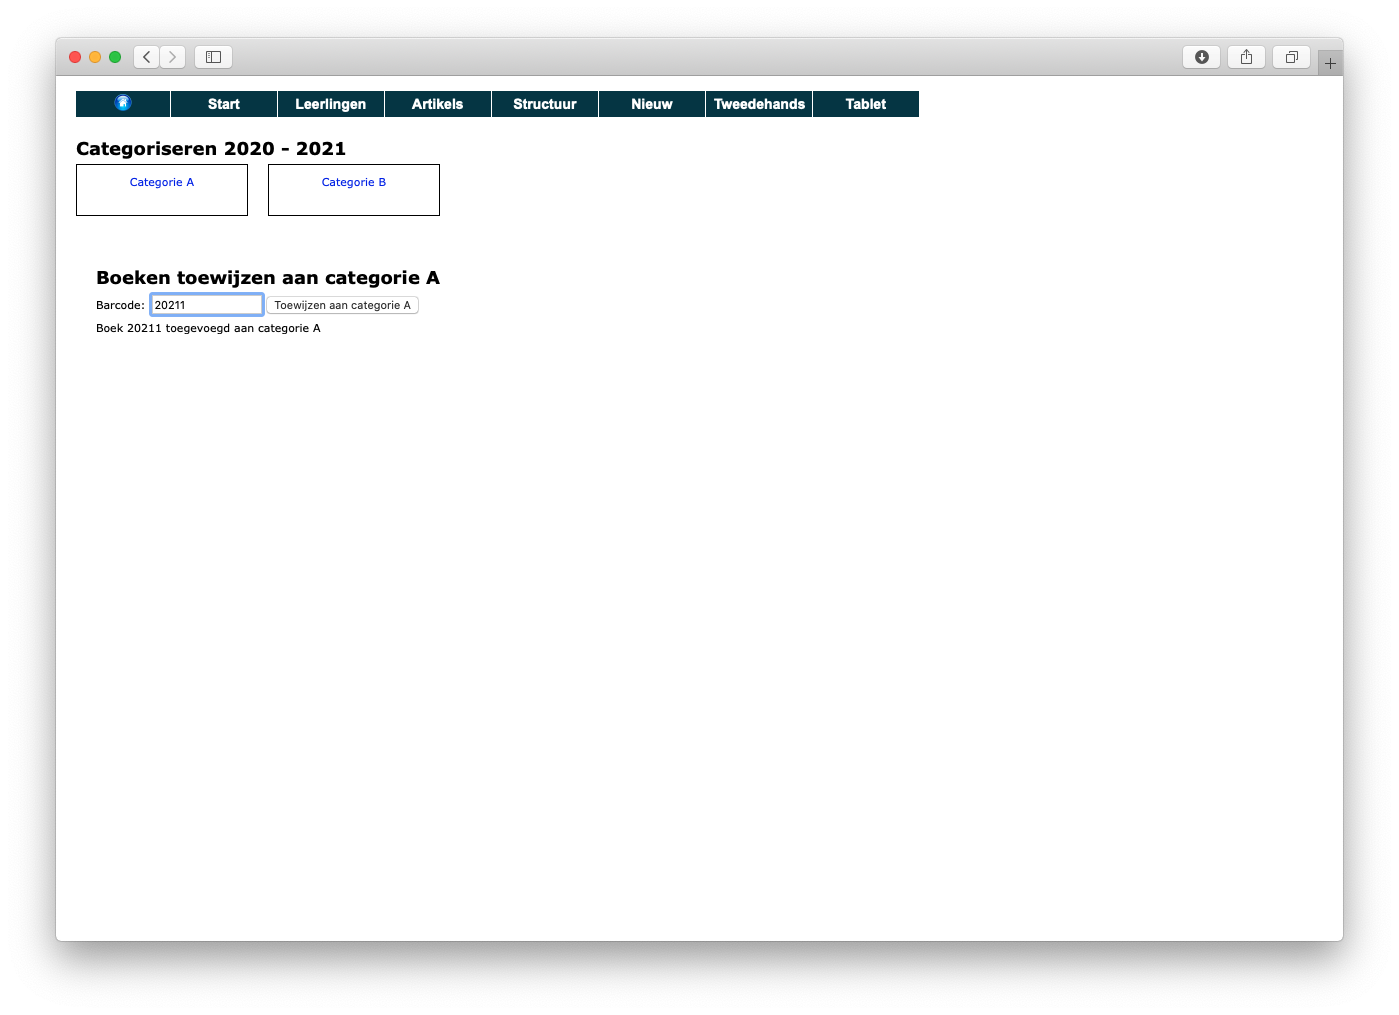 Start Leerlingen Artikels Structuur Nieuw Tweedehands Tablet
Categoriseren 2020 - 2021
Categorie A Categorie B
Boeken toewijzen aan categorie A
Barcode: 20211 Toewijzen aan categorie A
Boek 20211 toegevoegd aan categorie A